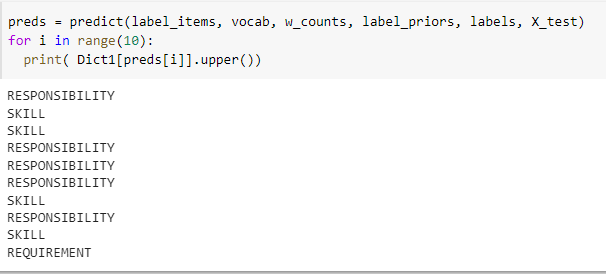 preds = predict(label_items, vocab, w_counts, label_priors, labels, X_test)
for i in range(10):
  print( Dict1[preds[i]].upper())
RESPONSIBILITY
SKILL
SKILL
RESPONSIBILITY
RESPONSIBILITY
RESPONSIBILITY
SKILL
RESPONSIBILITY
SKILL
REQUIREMENT